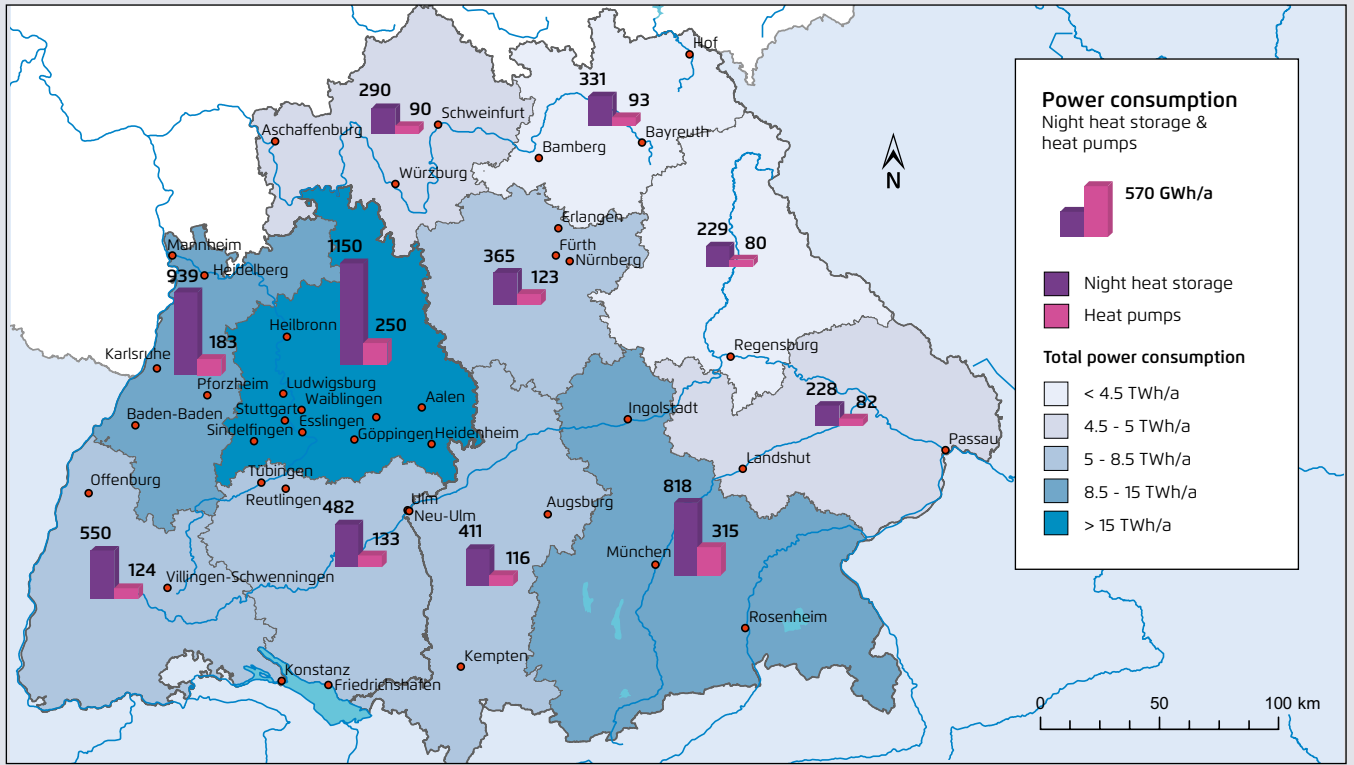 Hof
331
93
290
90
Schweinfurt
Aschaffenburg
Bayreuth
Bamberg
Würzburg
N
Erlangen
Mannheim
1150
Fürth
Nürnberg
229
80
365
123
Heidelberg
939
Heilbronn
250
183
Karlsruhe
Regensburg
Pforzheim
Ludwigsburg
Waiblingen
Aalen
228
82
Baden-Baden
Stuttgart
Esslingen
Ingolstadt
Sindelfingen
Göppingen
Heidenheim
Passau
Landshut
Tübingen
Offenburg
Reutlingen
482
133
Ulm
Neu-Ulm
Augsburg
818
315
550
124
411
116
München
Villingen-Schwenningen
Rosenheim
Kempten
Konstanz
Friedrichshafen
Power consumption
Night heat storage &
heat pumps
570 GWh/a
Night heat storage
Heat pumps
Total power consumption
< 4.5 TWh/a
4.5 - 5 TWh/a
5 - 8.5 TWh/a
8.5 - 15 TWh/a
> 15 TWh/a
0 50 100 km